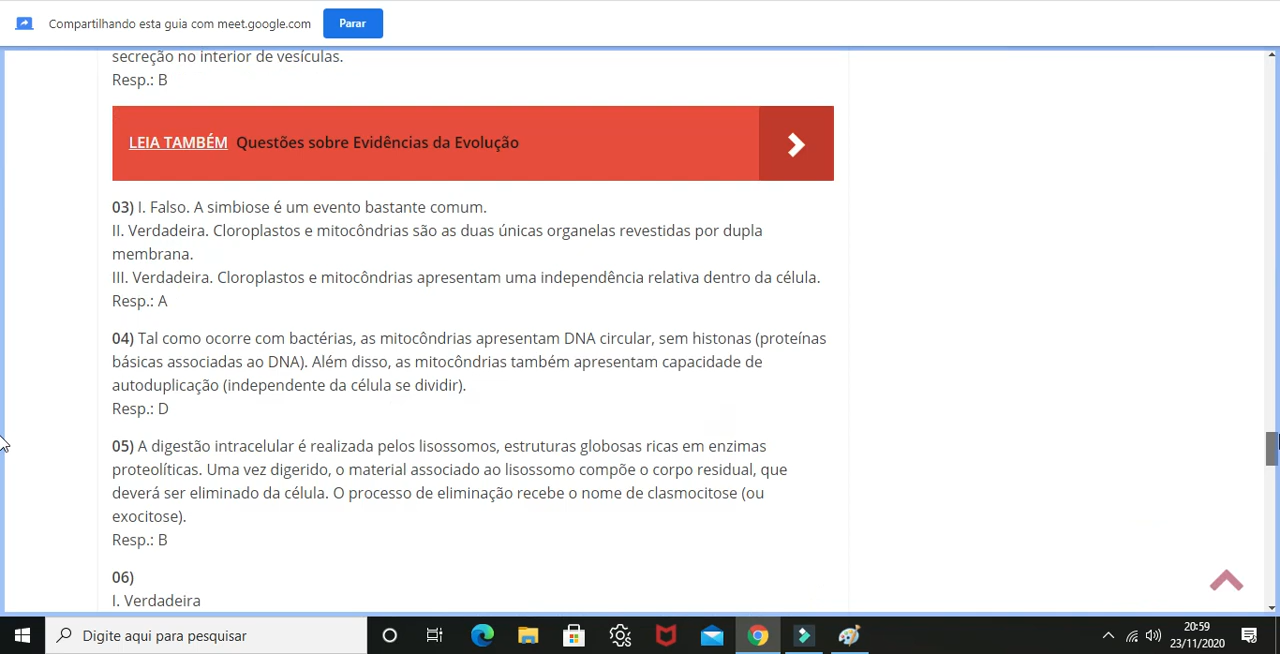 Compartilhando esta guia com meet.google.com
Parar
secreção no interior de vesículas.
Resp.: B
LEIA TAMBÉM Questões sobre Evidências da Evolução
03) I. Falso. A simbiose é um evento bastante comum.
II. Verdadeira. Cloroplastos e mitocôndrias são as duas únicas organelas revestidas por dupla
membrana.
III. Verdadeira. Cloroplastos e mitocôndrias apresentam uma independência relativa dentro da célula.
Resp.: A
04) Tal como ocorre com bactérias, as mitocôndrias apresentam DNA circular, sem histonas (proteínas
básicas associadas ao DNA). Além disso, as mitocôndrias também apresentam capacidade de
autoduplicação (independente da célula se dividir).
Resp.: D
05) A digestão intracelular é realizada pelos lisossomos, estruturas globosas ricas em enzimas
proteolíticas. Uma vez digerido, o material associado ao lisossomo compõe o corpo residual, que
deverá ser eliminado da célula. O processo de eliminação recebe o nome de clasmocitose (ou
exocitose).
Resp.: B
06)
I. Verdadeira
Digite aqui para pesquisar
20:59
23/11/2020